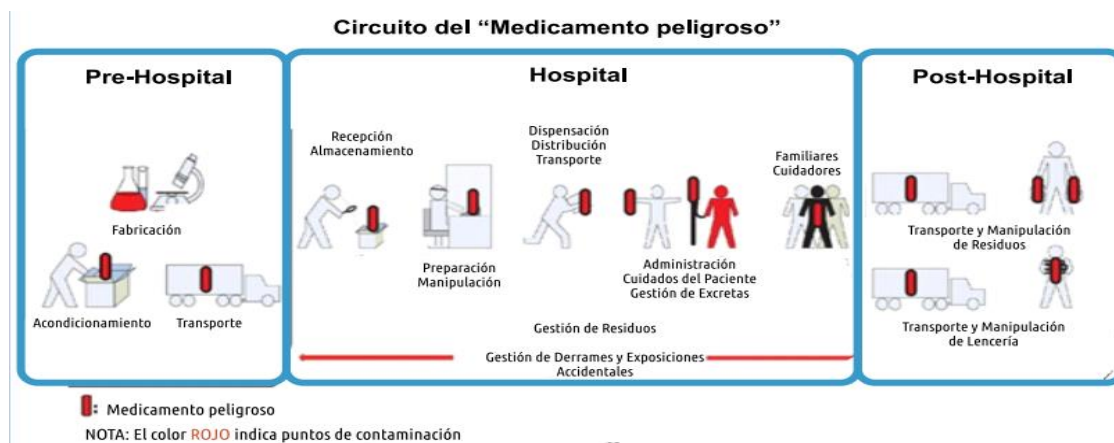 Circuito del “Medicamento peligroso”
Pre-Hospital
Fabricación
Acondicionamiento
Transporte
Hospital
Recepción
Almacenamiento
Preparación
Manipulación
Dispensación
Distribución
Transporte
Administración
Cuidados del Paciente
Gestión de Excretas
Familiares
Cuidadores
Gestión de Residuos
Gestión de Derrames y Exposiciones
Accidentales
Post-Hospital
Transporte y Manipulación
de Residuos
Transporte y Manipulación
de Lencería
: Medicamento peligroso
NOTA: El color ROJO indica puntos de contaminación